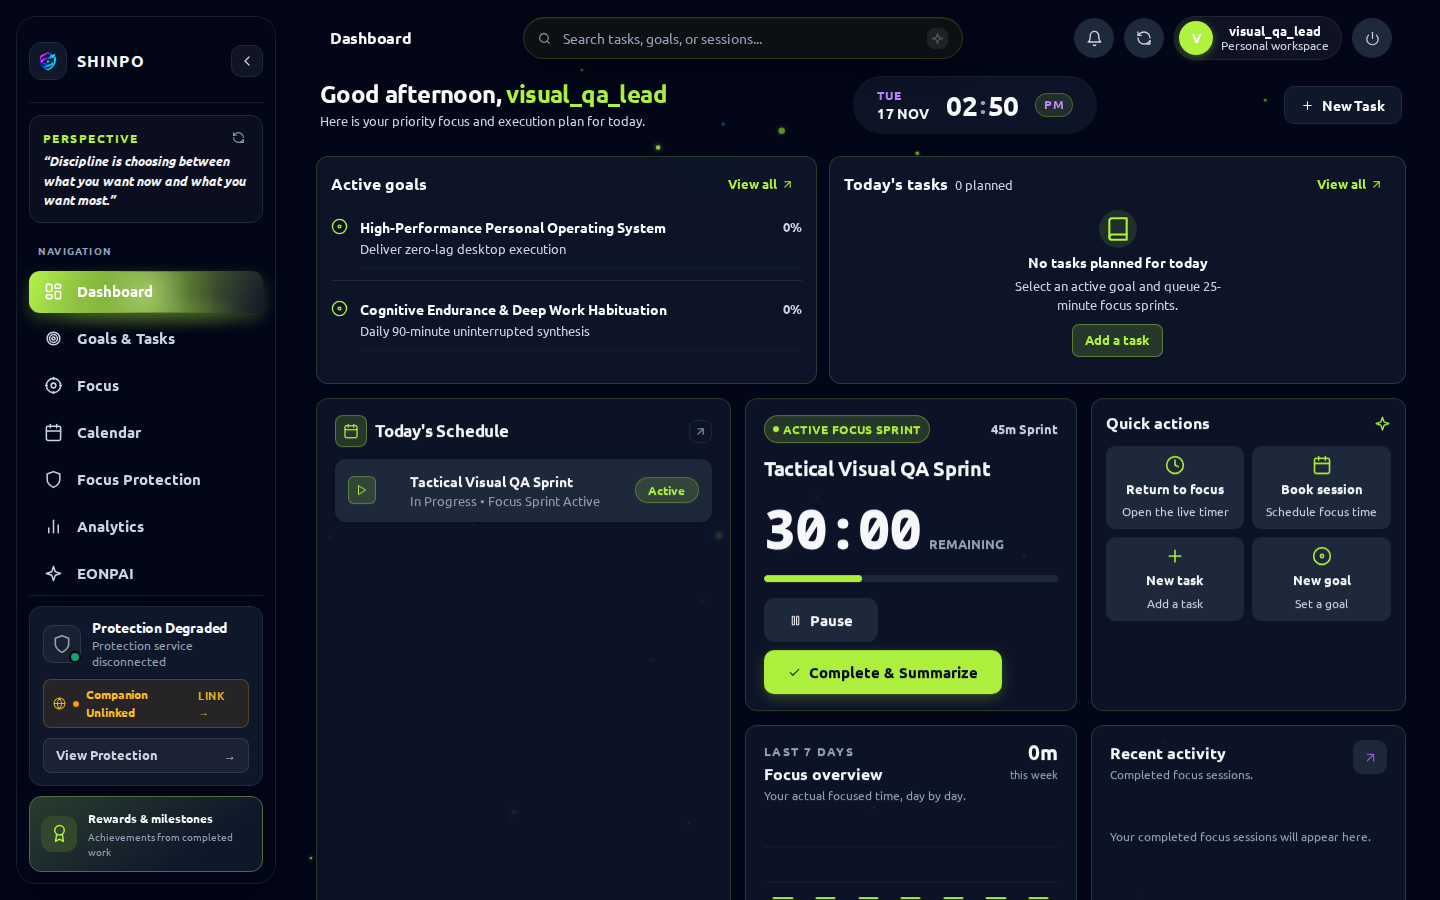 SHINPO
PERSPECTIVE
“Discipline is choosing between
what you want now and what you
want most.”
NAVIGATION
Dashboard
Goals & Tasks
Focus
Calendar
Focus Protection
Analytics
EONPAI
Protection Degraded
Protection service
disconnected
Companion
Unlinked
LINK
→
View Protection →
Rewards & milestones
Achievements from completed
work
Dashboard
Search tasks, goals, or sessions...
V
visual_qa_lead
Personal workspace
Good afternoon, visual_qa_lead
Here is your priority focus and execution plan for today.
TUE
17 NOV
02:50 PM
New Task
Active goals
View all
High-Performance Personal Operating System 0%
Deliver zero-lag desktop execution
Cognitive Endurance & Deep Work Habituation 0%
Daily 90-minute uninterrupted synthesis
Today's tasks 0 planned
View all
No tasks planned for today
Select an active goal and queue 25-
minute focus sprints.
Add a task
Today's Schedule
Tactical Visual QA Sprint
In Progress • Focus Sprint Active
Active
ACTIVE FOCUS SPRINT
45m Sprint
Tactical Visual QA Sprint
30:00 REMAINING
Pause
Complete & Summarize
Quick actions
Return to focus
Open the live timer
Book session
Schedule focus time
New task
Add a task
New goal
Set a goal
LAST 7 DAYS
Focus overview
Your actual focused time, day by day.
0m
this week
Recent activity
Completed focus sessions.
Your completed focus sessions will appear here.